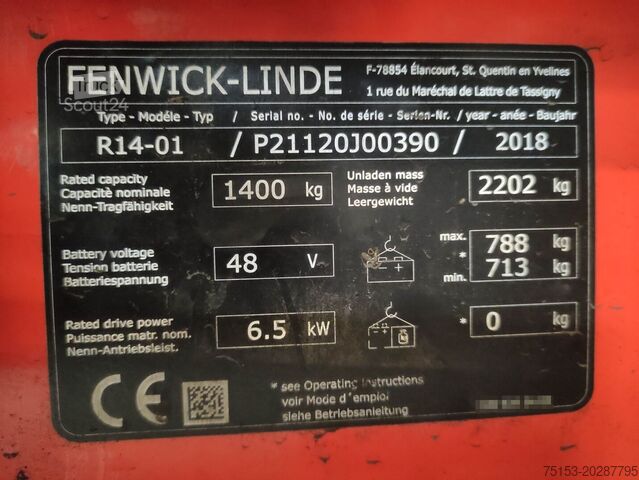 FENWICK-LINDE
F-78854 Élancourt, St. Quentin en Yvelines
1 rue du Maréchal de Lattre de Tassigny
Truck
Scout24
Type - Modéle - Typ / Serial no. - No. de série - Serien-Nr. / year - anée - Baujahr
R14-01 / P21120J00390 / 2018
Rated capacity
Capacité nominale
Nenn-Tragfähigkeit
1400 kg
Unladen mass
Masse à vide
Leergewicht
2202 kg
Battery voltage
Tension batterie
Batteriespannung
48 V
max. 788 kg
*
min. 713 kg
Rated drive power
Puissance matr. nom.
Nenn-Antriebsleist.
6.5 kW
* 0 kg
CE
* see Operating Instructions
voir Mode d'emploi
siehe Betriebsanleitung
75153-20287795